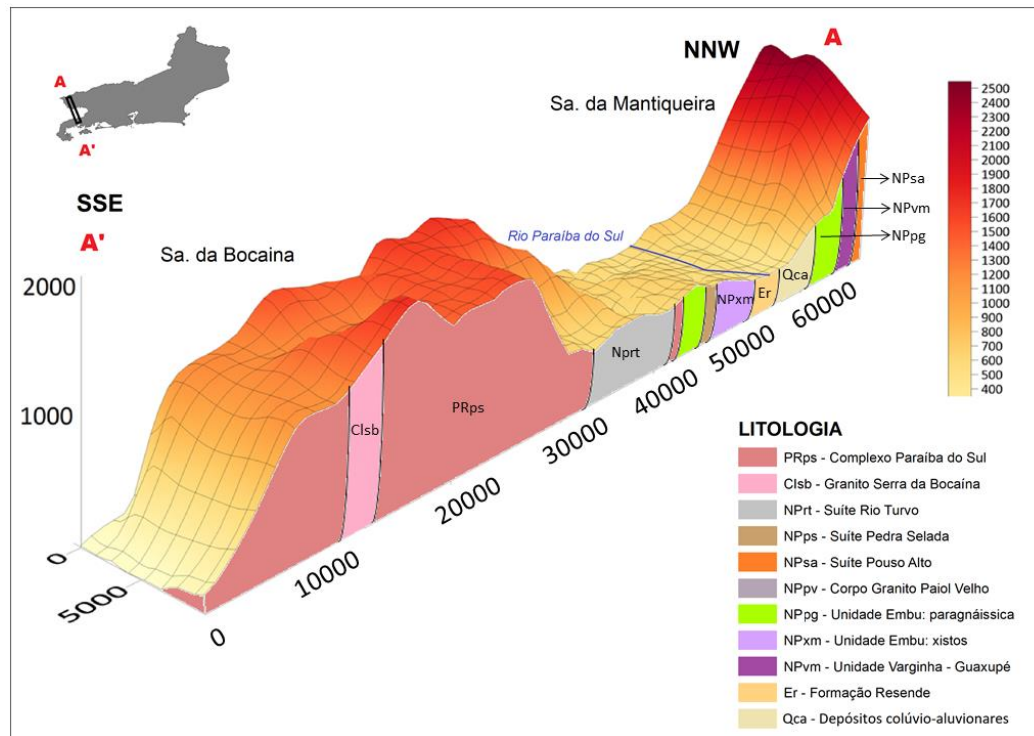 A
A'
NNW
A
Sa. da Mantiqueira
SSE
A'
Sa. da Bocaina
Rio Paraíba do Sul
2500
2400
2300
2200
2100
2000
1900
1800
1700
1600
1500
1400
1300
1200
1100
1000
900
800
700
600
500
400
NPsa
NPvm
NPpg
2000
1000
0
5000
0
10000
20000
30000
40000
50000
60000
CIsb
PRps
Nprt
NPxm
Er
Qca
LITOLOGIA
PRps - Complexo Paraíba do Sul
CIsb - Granito Serra da Bocaína
NPrt - Suíte Rio Turvo
NPps - Suíte Pedra Selada
NPsa - Suíte Pouso Alto
NPpv - Corpo Granito Paiol Velho
NPpg - Unidade Embu: paragnáissica
NPxm - Unidade Embu: xistos
NPvm - Unidade Varginha - Guaxupé
Er - Formação Resende
Qca - Depósitos colúvio-aluvionares